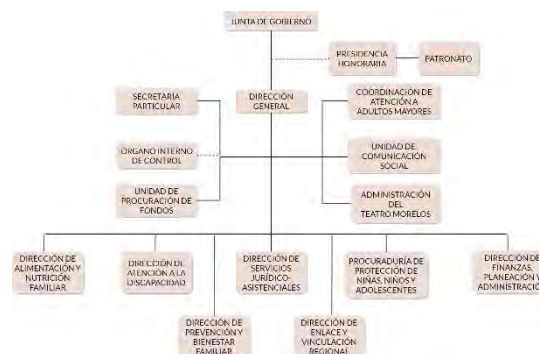 JUNTA DE GOBIERNO
PRESIDENCIA
HONORARIA
PATRONATO
SECRETARÍA
PARTICULAR
DIRECCIÓN
GENERAL
COORDINACIÓN DE
ATENCIÓN A
ADULTOS MAYORES
ÓRGANO INTERNO
DE CONTROL
UNIDAD DE
COMUNICACIÓN
SOCIAL
UNIDAD DE
PROCURACIÓN DE
FONDOS
ADMINISTRACIÓN
DEL
TEATRO MORELOS
DIRECCIÓN DE
ALIMENTACIÓN Y
NUTRICIÓN
FAMILIAR
DIRECCIÓN DE
ATENCIÓN A LA
DISCAPACIDAD
DIRECCIÓN DE
SERVICIOS
JURÍDICO-
ASISTENCIALES
PROCURADURÍA DE
PROTECCIÓN DE
NIÑAS, NIÑOS Y
ADOLESCENTES
DIRECCIÓN DE
FINANZAS,
PLANEACIÓN Y
ADMINISTRACIÓN
DIRECCIÓN DE
PREVENCIÓN Y
BIENESTAR
FAMILIAR
DIRECCIÓN DE
ENLACE Y
VINCULACIÓN
REGIONAL